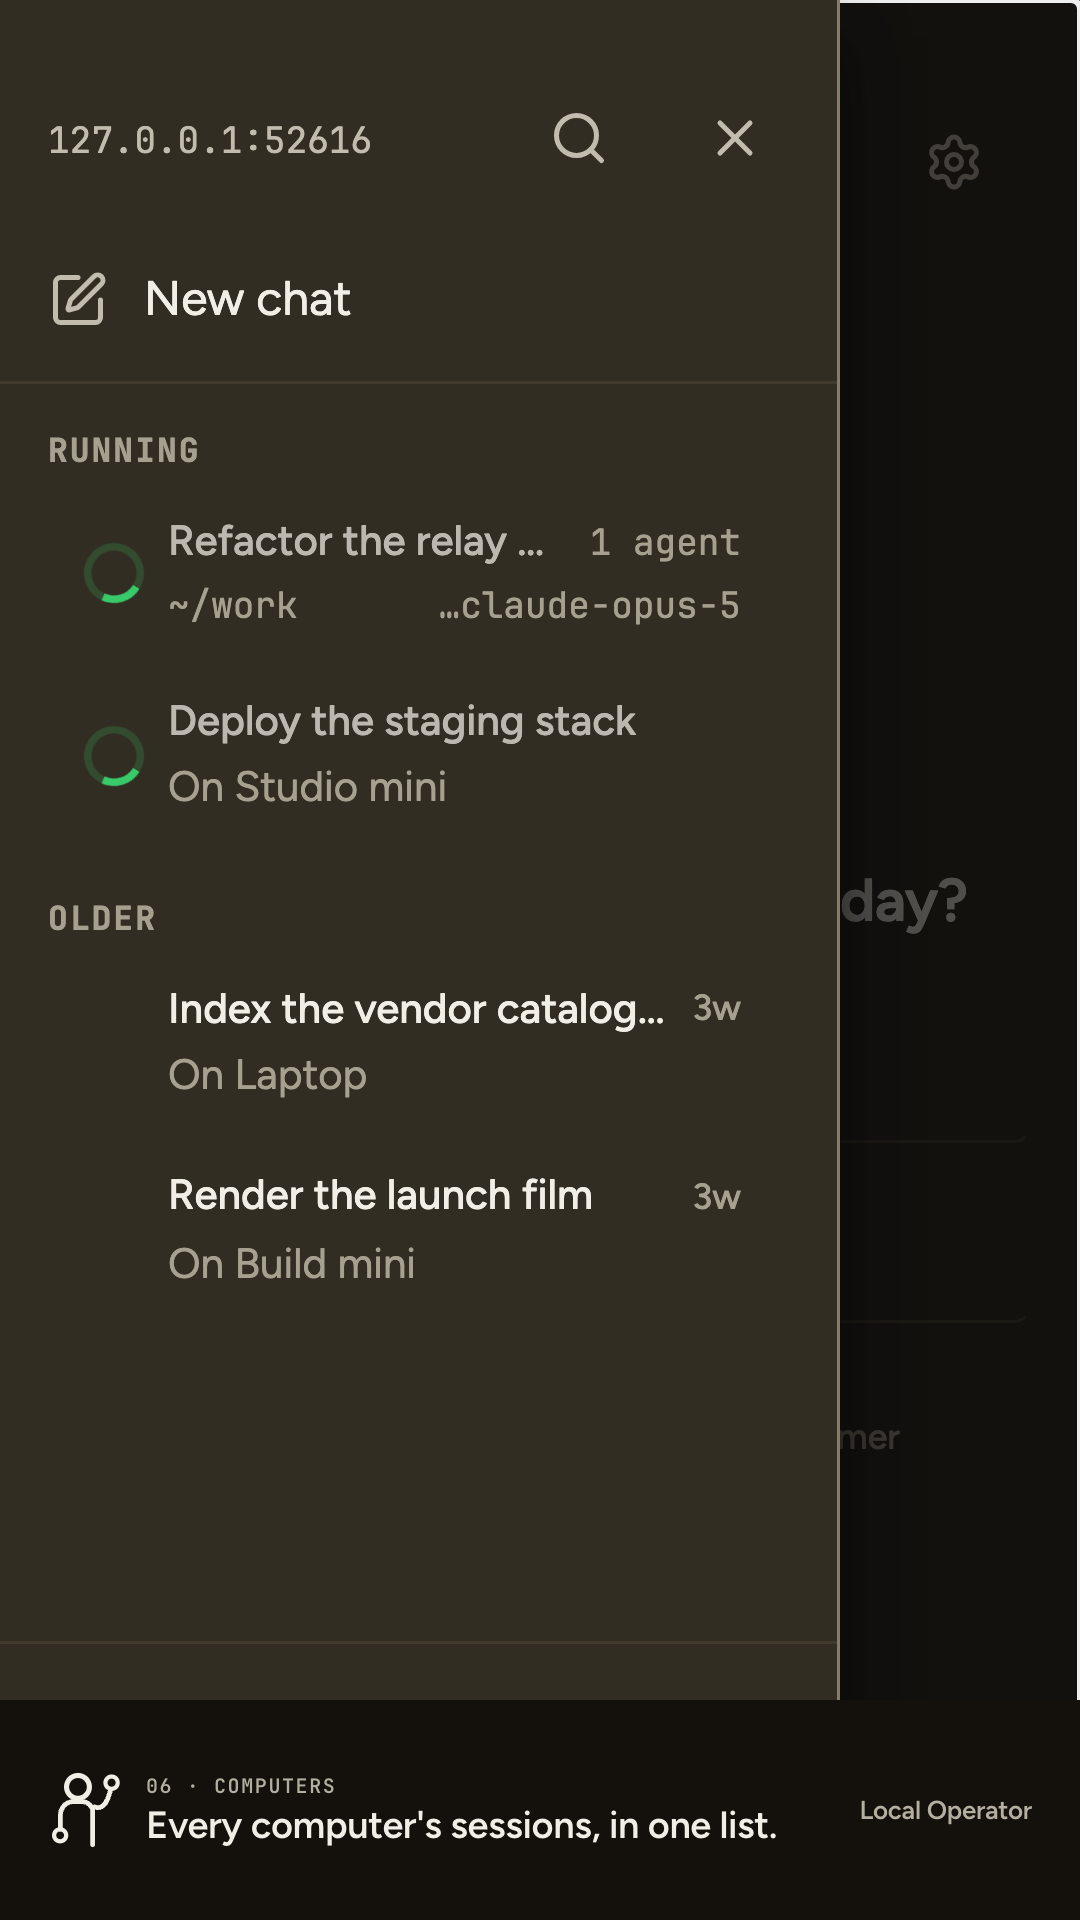 127.0.0.1:52616
New chat
RUNNING
Refactor the relay ... 1 agent
~/work …claude-opus-5
Deploy the staging stack
On Studio mini
day?
OLDER
Index the vendor catalog... 3w
On Laptop
Render the launch film 3w
On Build mini
mer
06 · COMPUTERS
Every computer's sessions, in one list.
Local Operator